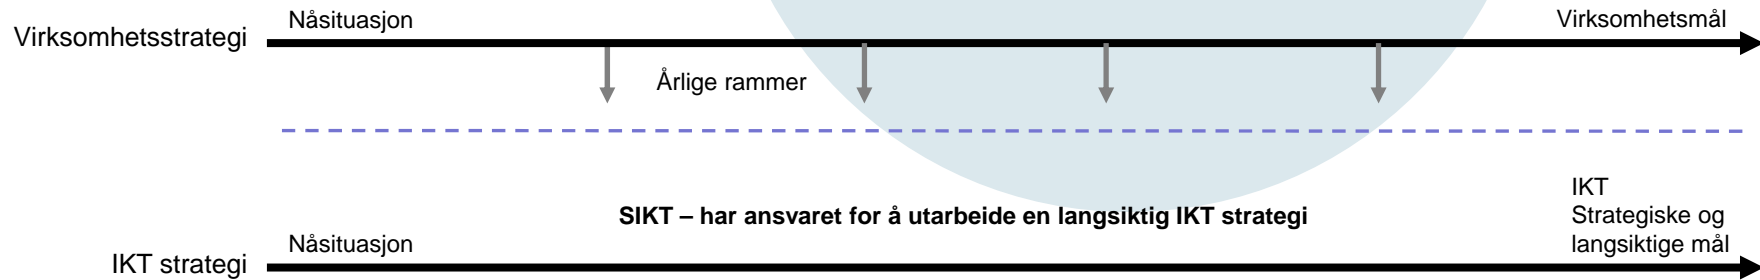 Nåsituasjon
Virksomhetsmål
Virksomhetsstrategi
Årlige rammer
IKT
Strategiske og
langsiktige mål
SIKT – har ansvaret for å utarbeide en langsiktig IKT strategi
Nåsituasjon
IKT strategi